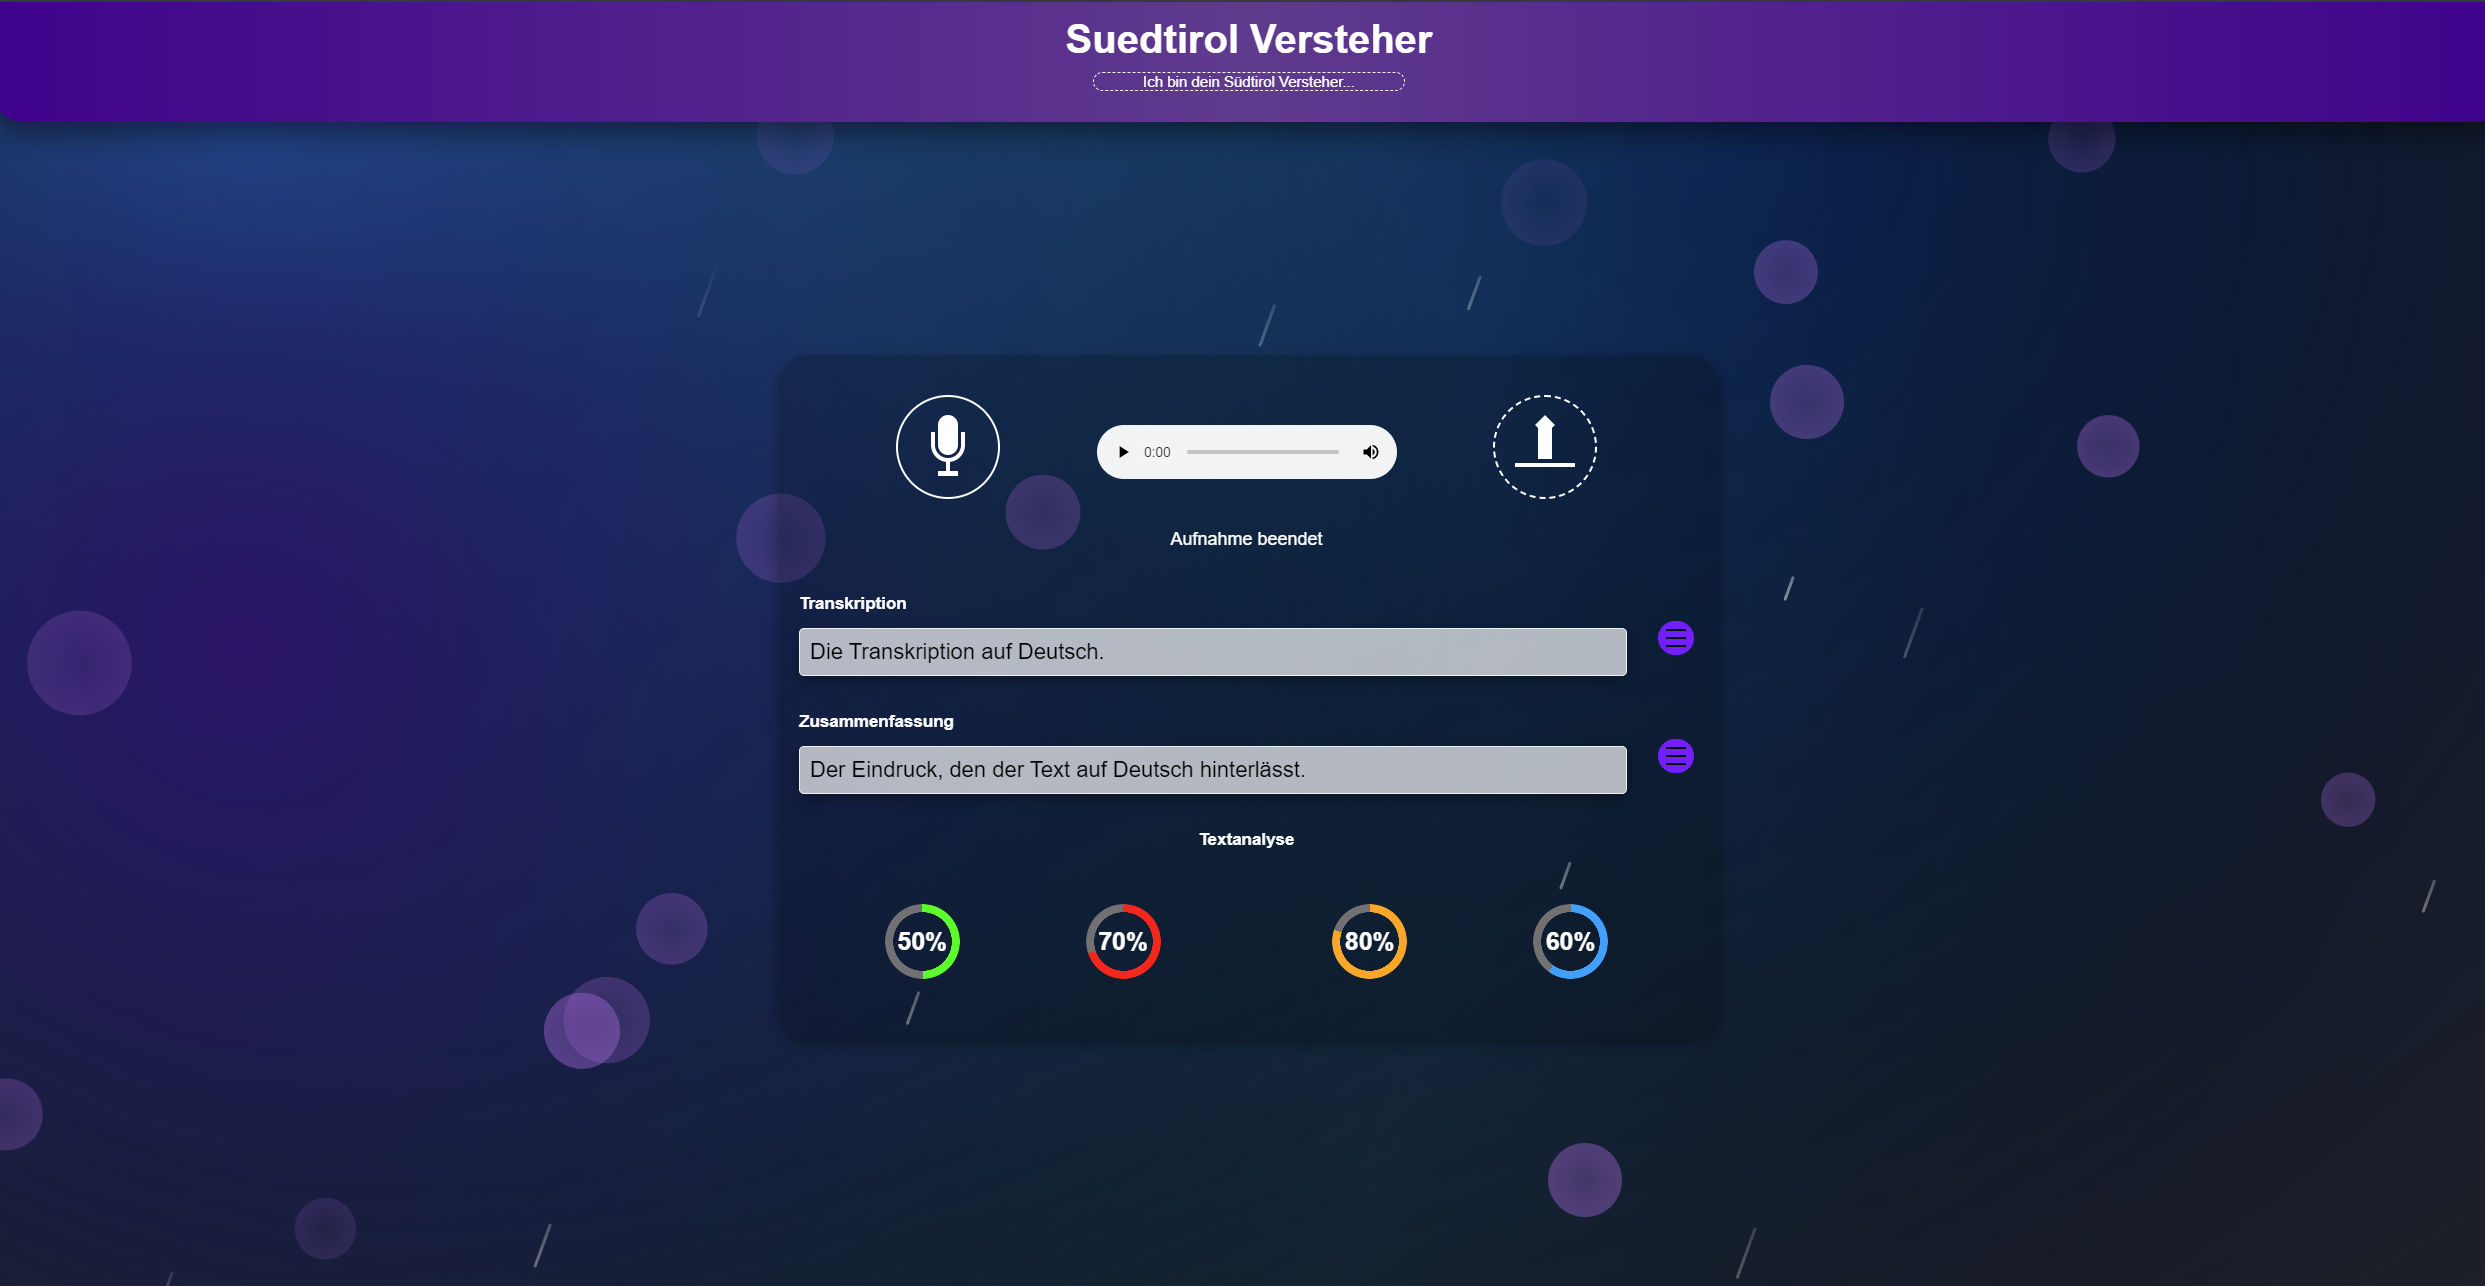 Suedtirol Versteher
Ich bin dein Südtirol Versteher...
0:00
Aufnahme beendet
Transkription
Die Transkription auf Deutsch.
Zusammenfassung
Der Eindruck, den der Text auf Deutsch hinterlässt.
Textanalyse
50% 70% 80% 60%